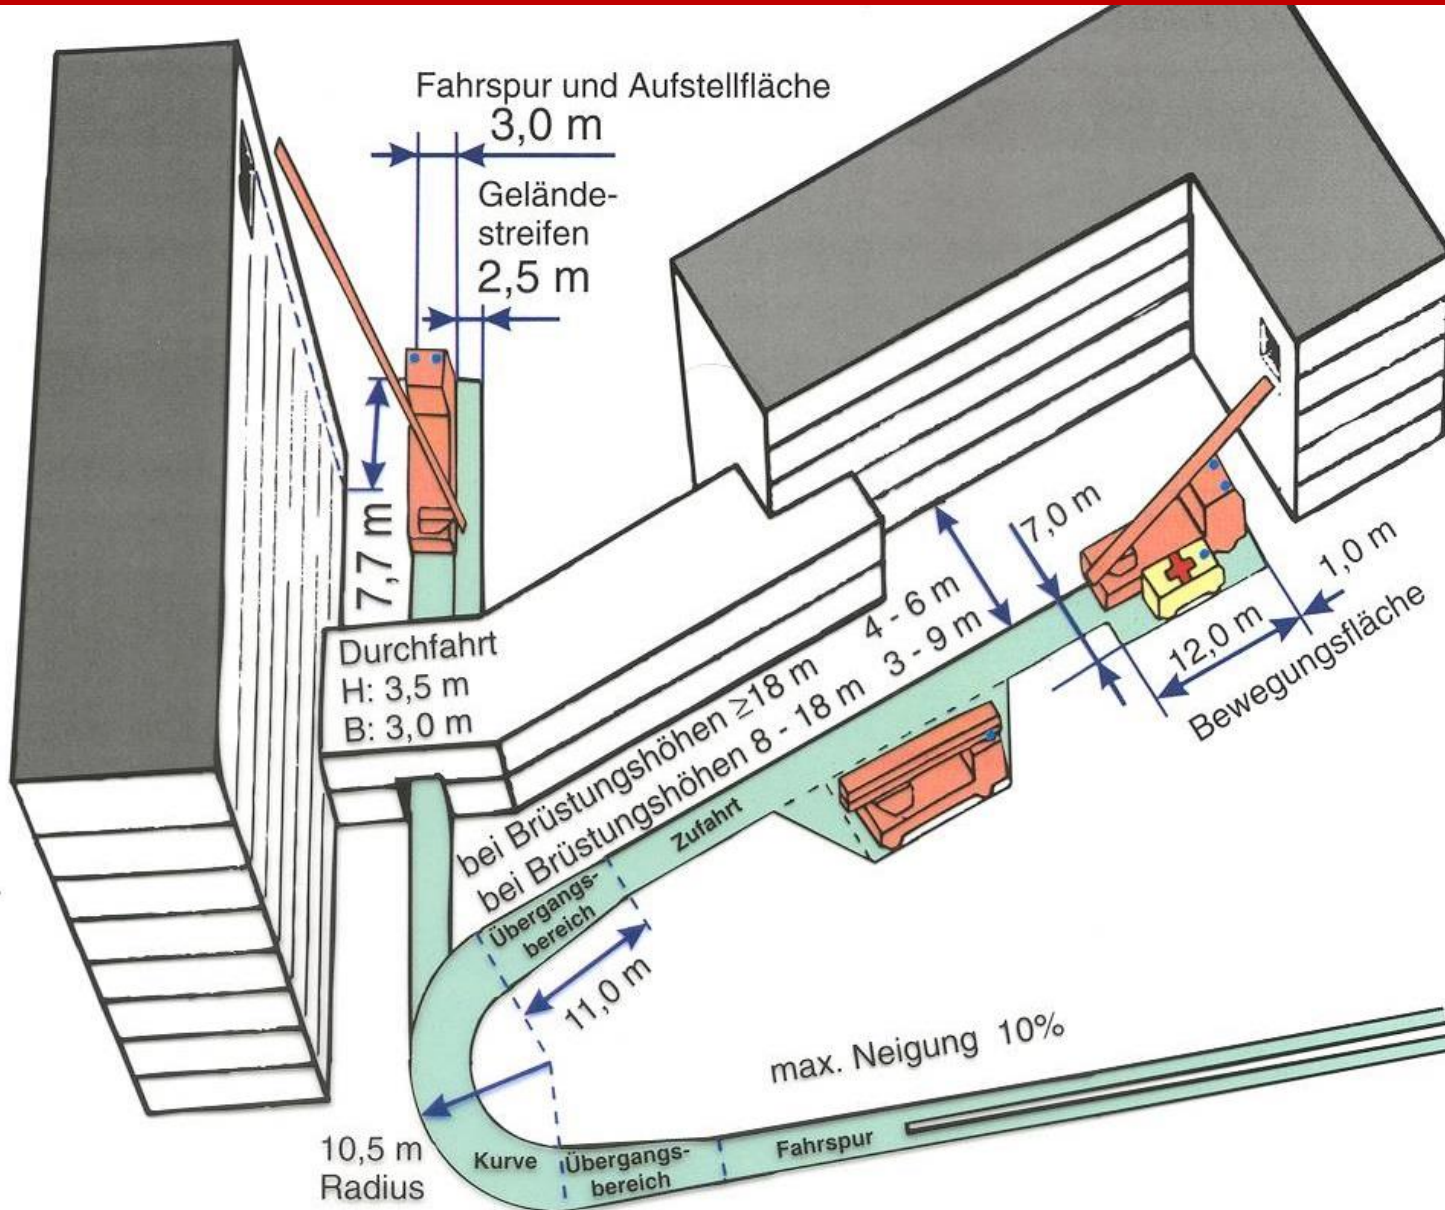 Fahrspur und Aufstellfläche
3,0 m
Gelände-
streifen
2,5 m
7,7 m
Durchfahrt
H: 3,5 m
B: 3,0 m
7,0 m
1,0 m
12,0 m
Bewegungsfläche
bei Brüstungshöhen ≥18 m 4 - 6 m
bei Brüstungshöhen 8 - 18 m 3 - 9 m
Zufahrt
Übergangs-
bereich
11,0 m
max. Neigung 10%
10,5 m
Radius
Kurve
Übergangs-
bereich
Fahrspur